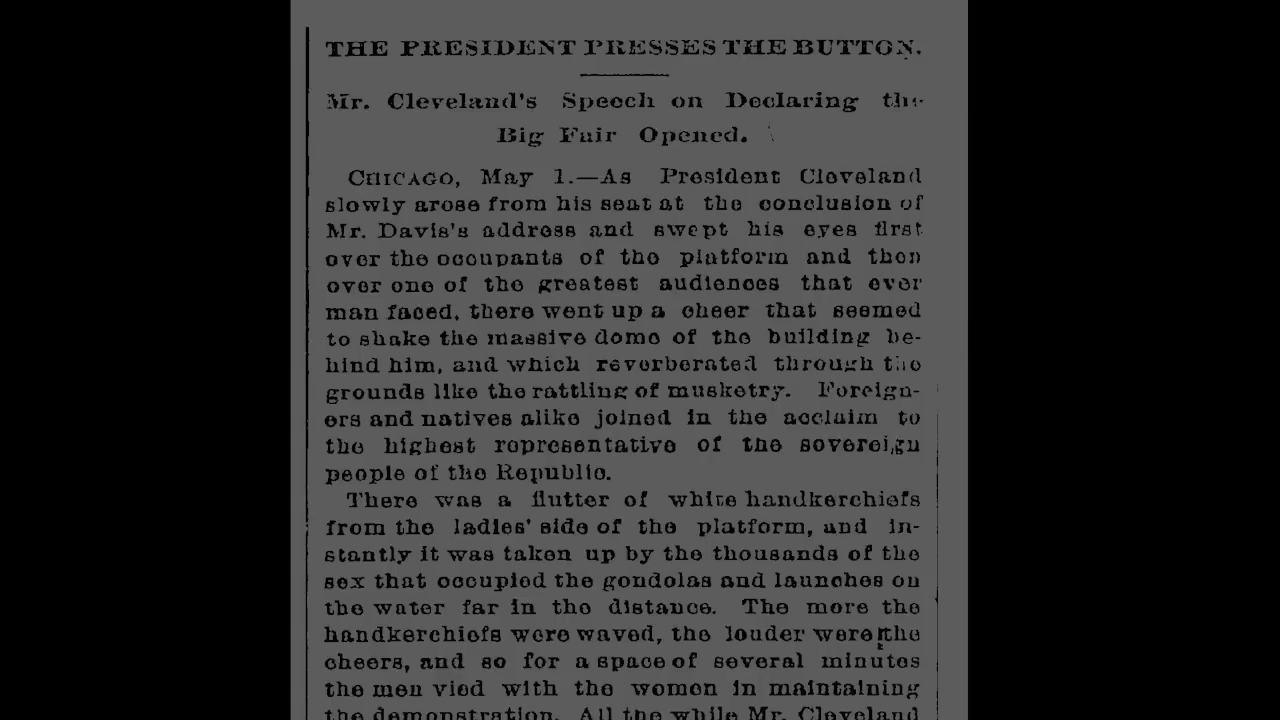 THE PRESIDENT PRESSES THE BUTTON.
Mr. Cleveland's Speech on Declaring the
Big Fair Opened.
CHICAGO, May 1.—As President Cleveland
slowly arose from his seat at the conclusion of
Mr. Davis's address and swept his eyes first
over the occupants of the platform and then
over one of the greatest audiences that ever
man faced, there went up a cheer that seemed
to shake the massive dome of the building be-
hind him, and which reverberated through the
grounds like the rattling of musketry. Foreign-
ers and natives alike joined in the acclaim to
the highest representative of the sovereign
people of the Republic.
There was a flutter of white handkerchiefs
from the ladies' side of the platform, and in-
stantly it was taken up by the thousands of the
sex that occupied the gondolas and launches on
the water far in the distance. The more the
handkerchiefs were waved, the louder were the
cheers, and so for a space of several minutes
the men vied with the women in maintaining
the demonstration. All the while Mr. Cleveland